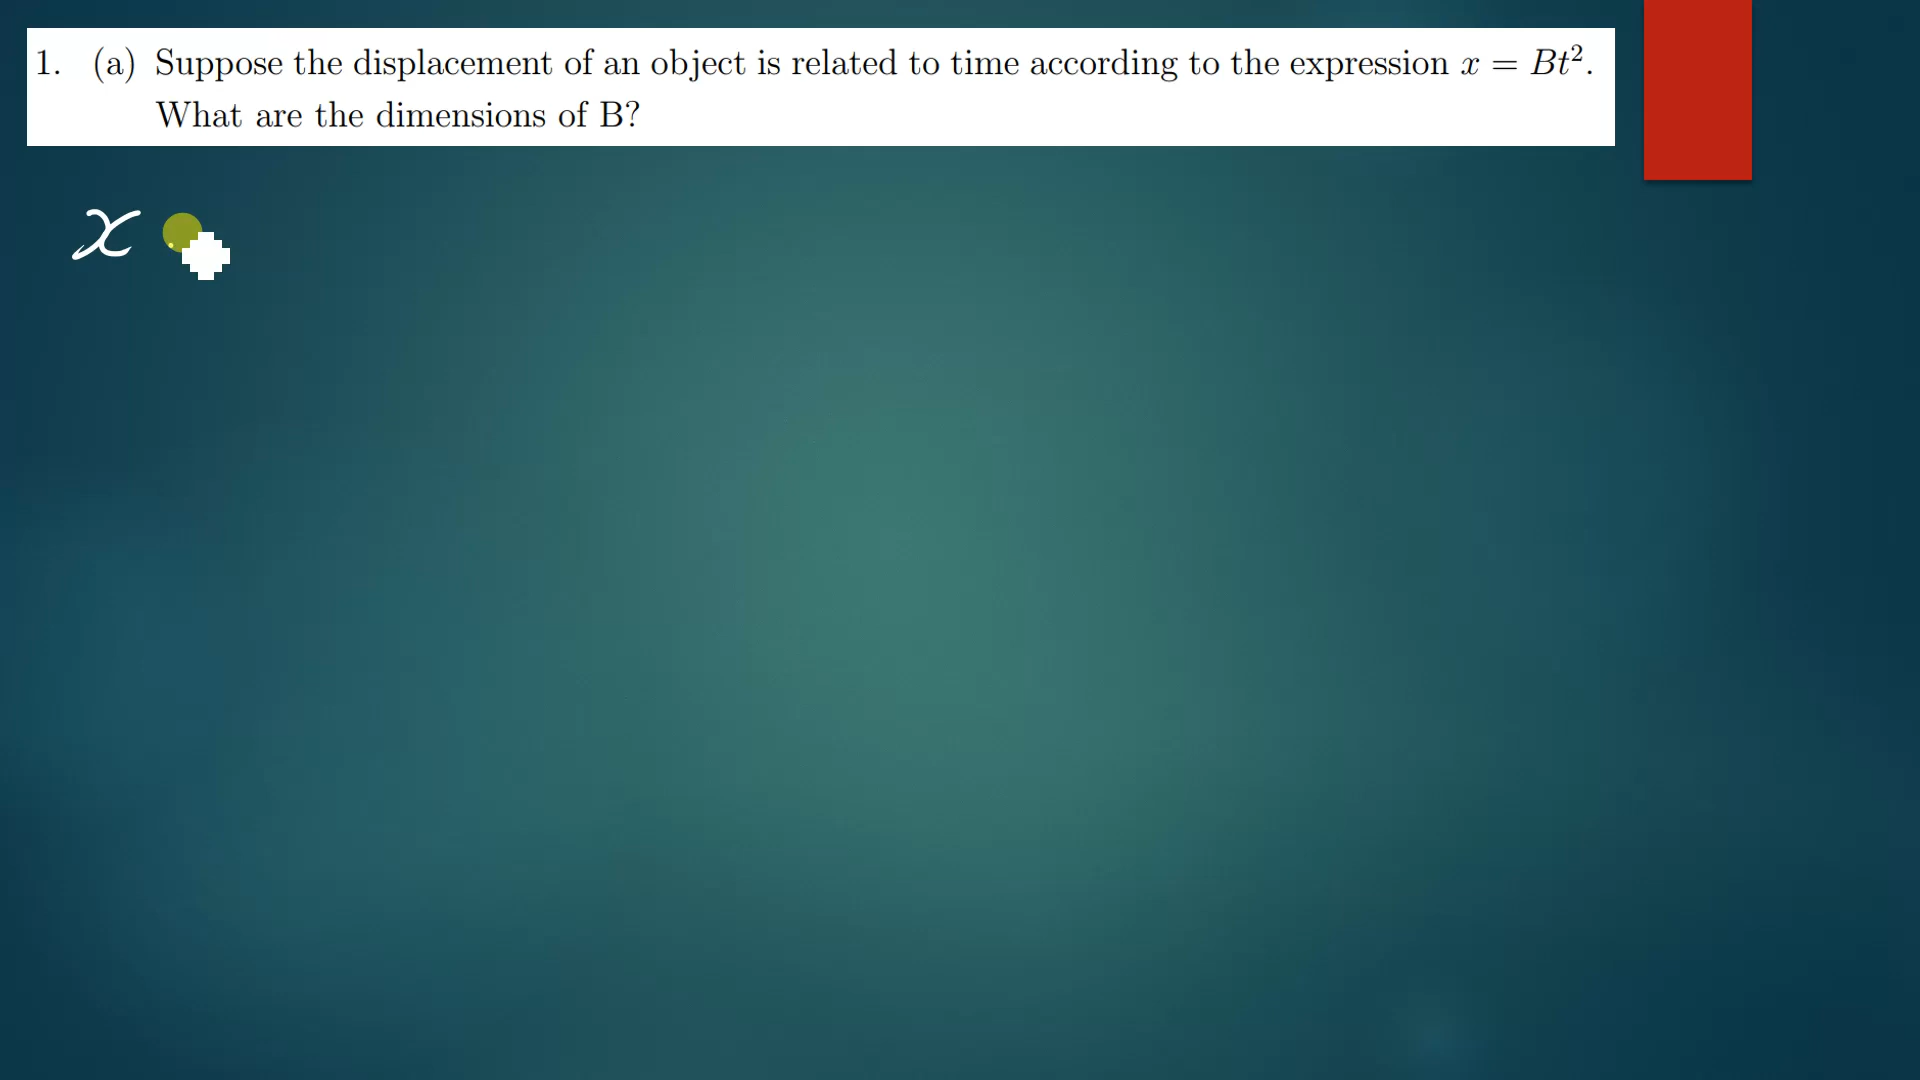 1. (a) Suppose the displacement of an object is related to time according to the expression x = Bt².
What are the dimensions of B?
x